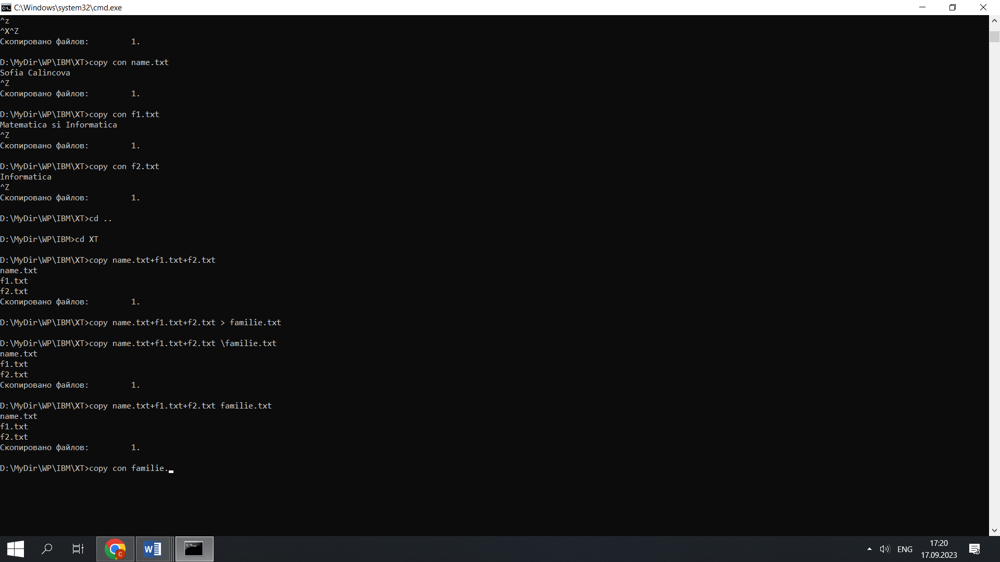 C:\Windows\system32\cmd.exe
^z
^X^Z
Скопировано файлов:         1.
D:\MyDir\WP\IBM\XT>copy con name.txt
Sofia Calincova
^Z
Скопировано файлов:         1.
D:\MyDir\WP\IBM\XT>copy con f1.txt
Matematica si Informatica
^Z
Скопировано файлов:         1.
D:\MyDir\WP\IBM\XT>copy con f2.txt
Informatica
^Z
Скопировано файлов:         1.
D:\MyDir\WP\IBM\XT>cd ..
D:\MyDir\WP\IBM>cd XT
D:\MyDir\WP\IBM\XT>copy name.txt+f1.txt+f2.txt
name.txt
f1.txt
f2.txt
Скопировано файлов:         1.
D:\MyDir\WP\IBM\XT>copy name.txt+f1.txt+f2.txt > familie.txt
D:\MyDir\WP\IBM\XT>copy name.txt+f1.txt+f2.txt \familie.txt
name.txt
f1.txt
f2.txt
Скопировано файлов:         1.
D:\MyDir\WP\IBM\XT>copy name.txt+f1.txt+f2.txt familie.txt
name.txt
f1.txt
f2.txt
Скопировано файлов:         1.
D:\MyDir\WP\IBM\XT>copy con familie.
ENG
17:20
17.09.2023